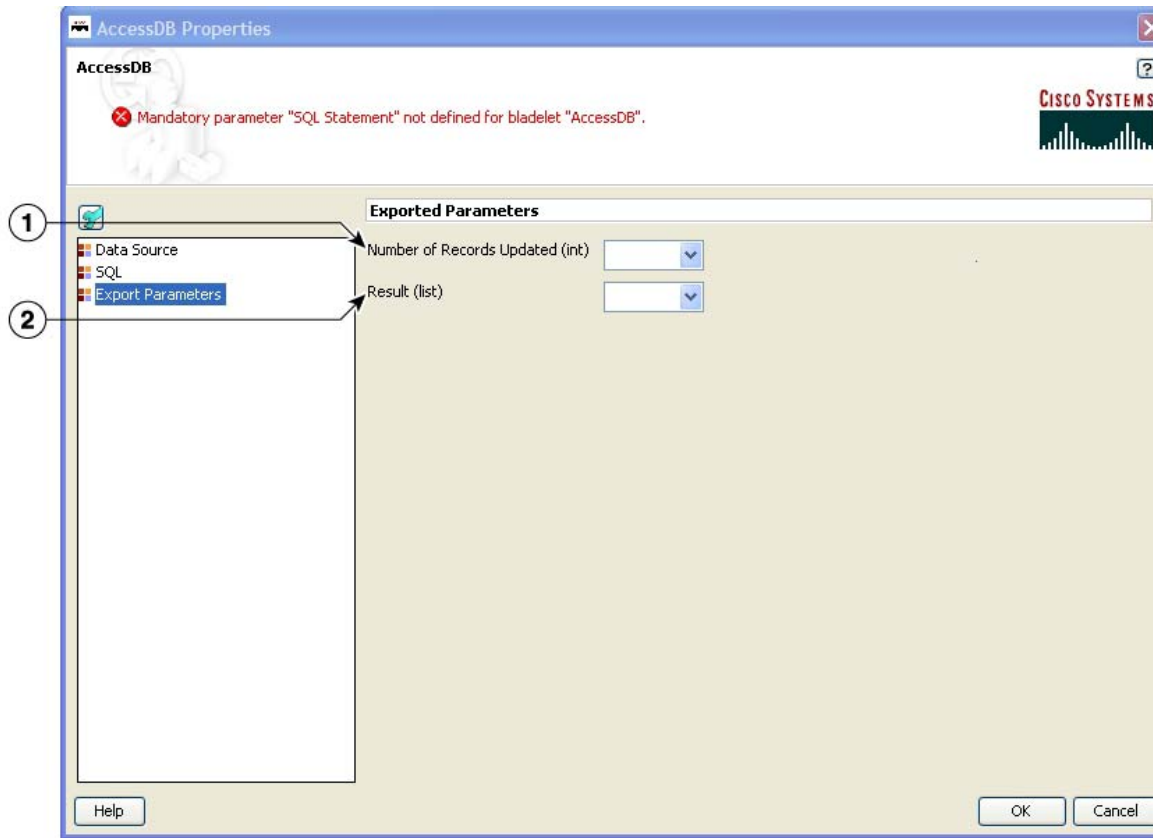 AccessDB Properties
AccessDB
?
Mandatory parameter "SQL Statement" not defined for bladelet "AccessDB".
CISCO SYSTEMS
1
Exported Parameters
Data Source
Number of Records Updated (int)
SQL
Export Parameters
Result (list)
2
Help
OK
Cancel